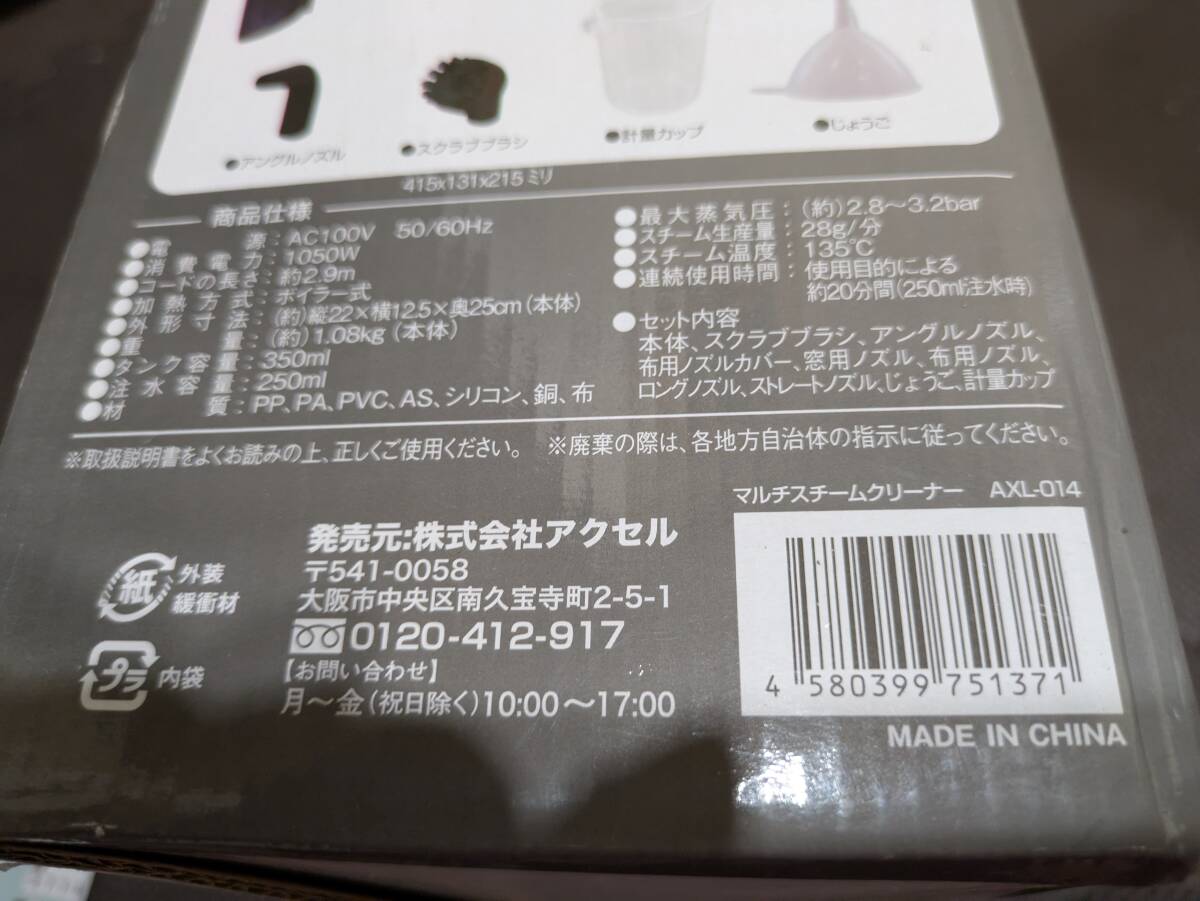 ●アングルノズル
●スクラブブラシ
●計量カップ
●じょうご
415x131x215ミリ
商品仕様
●電源：AC100V 50/60Hz
●消費電力：1050W
●コードの長さ：約2.9m
●加熱方式：ボイラー式
●外形寸法：(約)縦22×横12.5×奥25cm（本体）
●重量：(約)1.08kg（本体）
●タンク容量：350ml
●注水容量：250ml
●材質：PP、PA、PVC、AS、シリコン、銅、布
●最大蒸気圧：(約)2.8〜3.2bar
●スチーム生産量：28g/分
●スチーム温度：135℃
●連続使用時間：使用目的による
約20分間(250ml注水時)
●セット内容
本体、スクラブブラシ、アングルノズル、
布用ノズルカバー、窓用ノズル、布用ノズル、
ロングノズル、ストレートノズル、じょうご、計量カップ
※取扱説明書をよくお読みの上、正しくご使用ください。 ※廃棄の際は、各地方自治体の指示に従ってください。
マルチスチームクリーナー AXL-014
発売元:株式会社アクセル
〒541-0058
大阪市中央区南久宝寺町2-5-1
0120-412-917
【お問い合わせ】
月〜金（祝日除く）10:00〜17:00
紙 外装
緩衝材
プラ 内袋
4 580399 751371
MADE IN CHINA